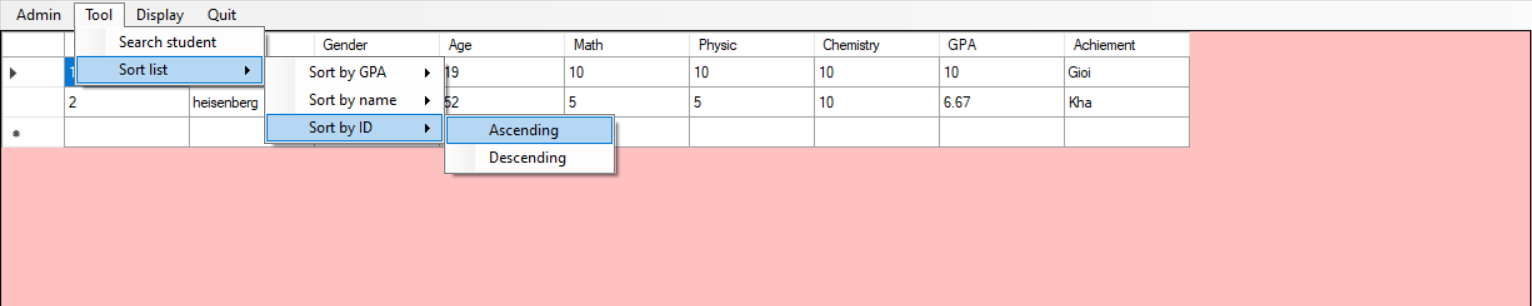 Admin Tool Display Quit
Search student
Gender Age Math Physic Chemistry GPA Achiement
Sort list
Sort by GPA
1 19 10 10 10 10 Gioi
Sort by name
2 heisenberg 52 5 5 10 6.67 Kha
Sort by ID
Ascending
Descending